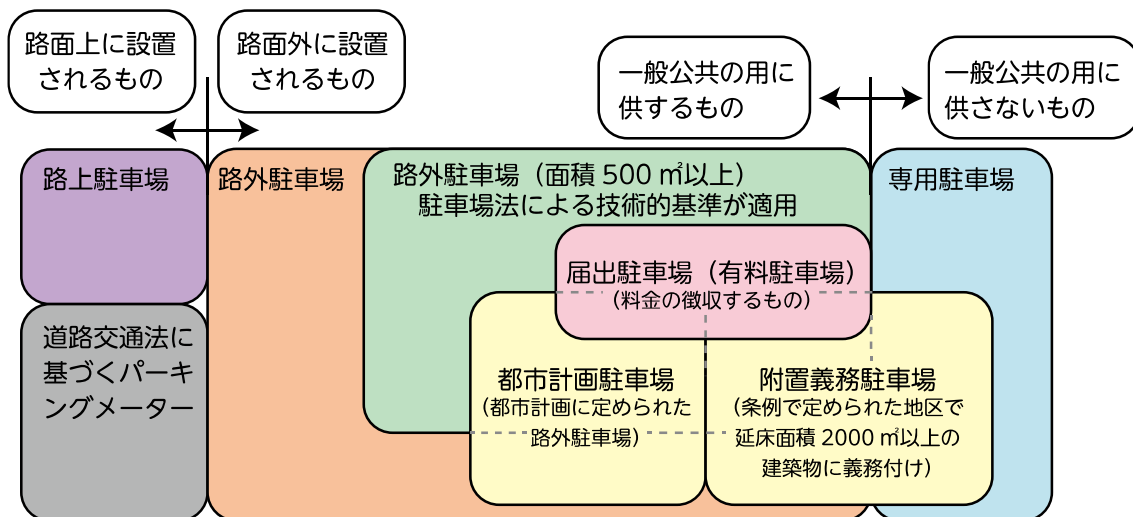 路面上に設置
されるもの
路面外に設置
されるもの
一般公共の用に
供するもの
一般公共の用に
供さないもの
路上駐車場
路外駐車場
路外駐車場（面積 500 ㎡以上）
駐車場法による技術的基準が適用
専用駐車場
届出駐車場（有料駐車場）
（料金の徴収するもの）
道路交通法に
基づくパーキ
ングメーター
都市計画駐車場
（都市計画に定められた
路外駐車場）
附置義務駐車場
（条例で定められた地区で
延床面積 2000 ㎡以上の
建築物に義務付け）